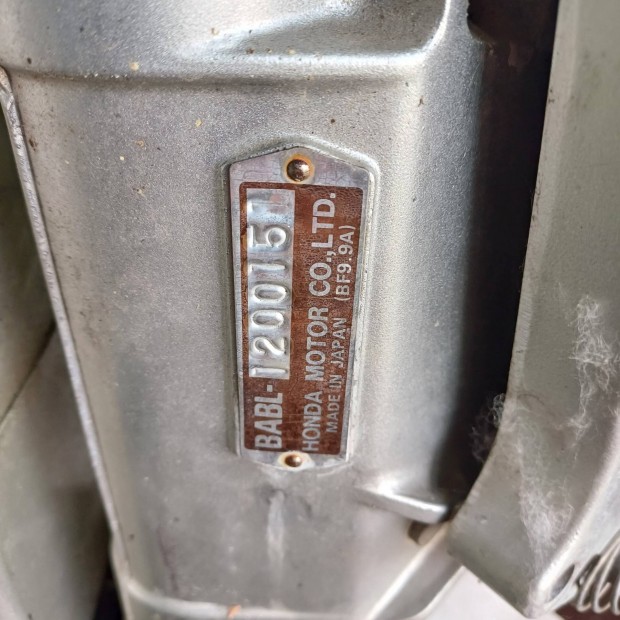 BABL-1200151
HONDA MOTOR CO.,LTD.
MADE IN JAPAN (BF9.9A)